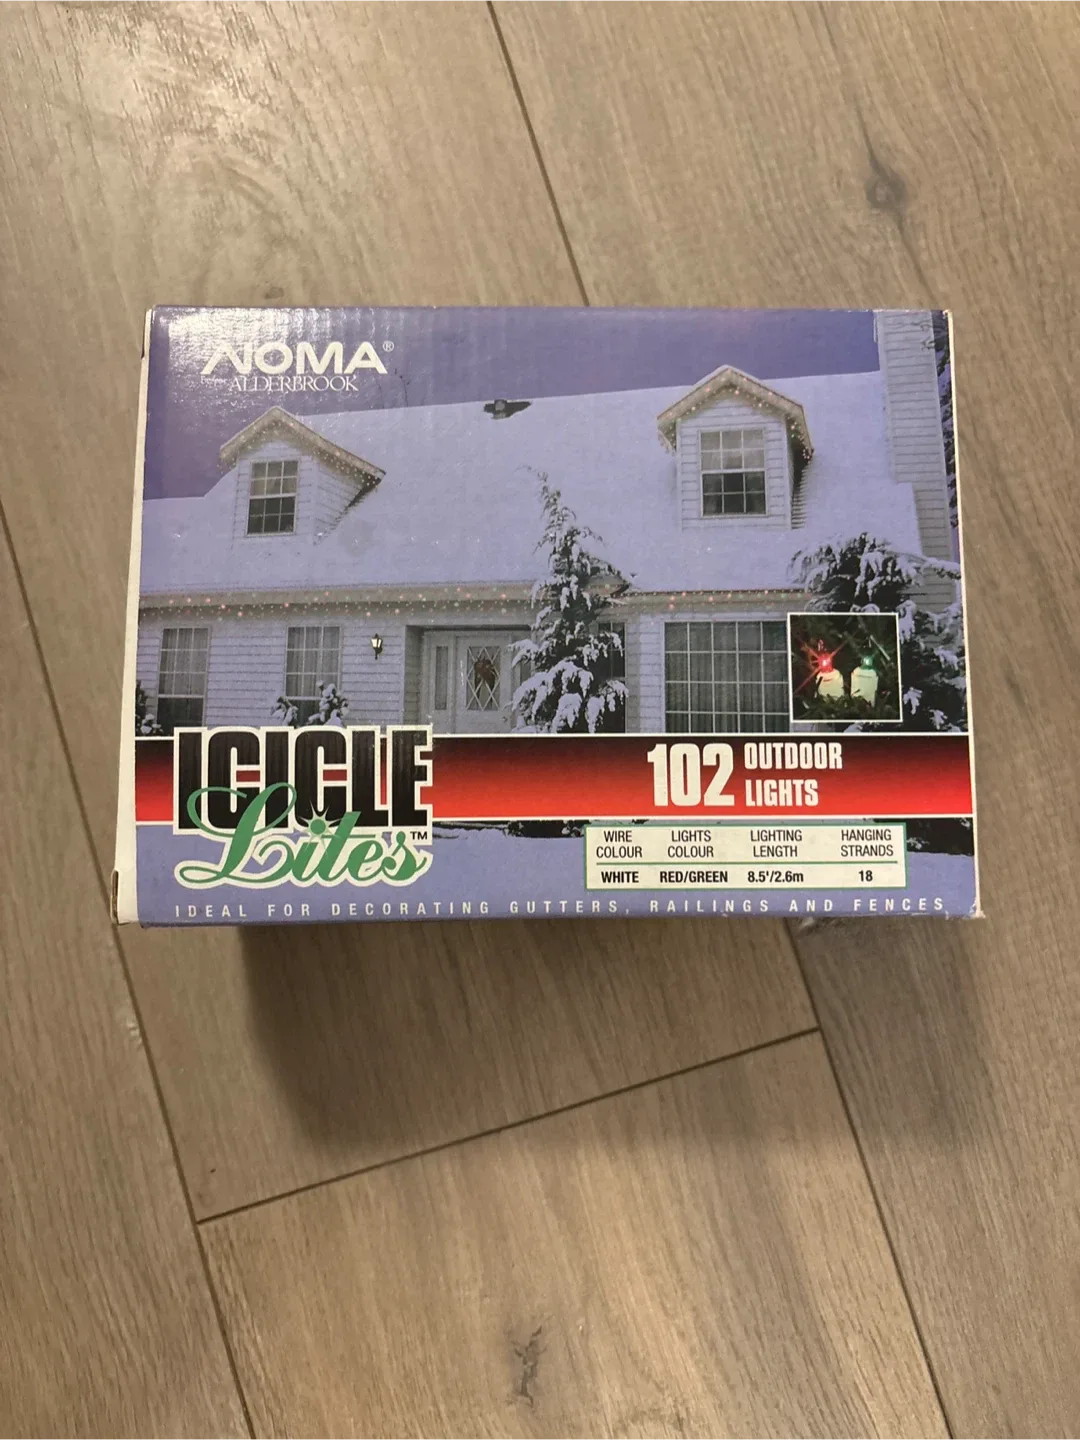 NOMA®
ALDERBROOK
ICICLE
Lites™
102 OUTDOOR
LIGHTS
WIRE COLOUR LIGHTS COLOUR LIGHTING LENGTH HANGING STRANDS
WHITE RED/GREEN 8.5'/2.6m 18
IDEAL FOR DECORATING GUTTERS, RAILINGS AND FENCES